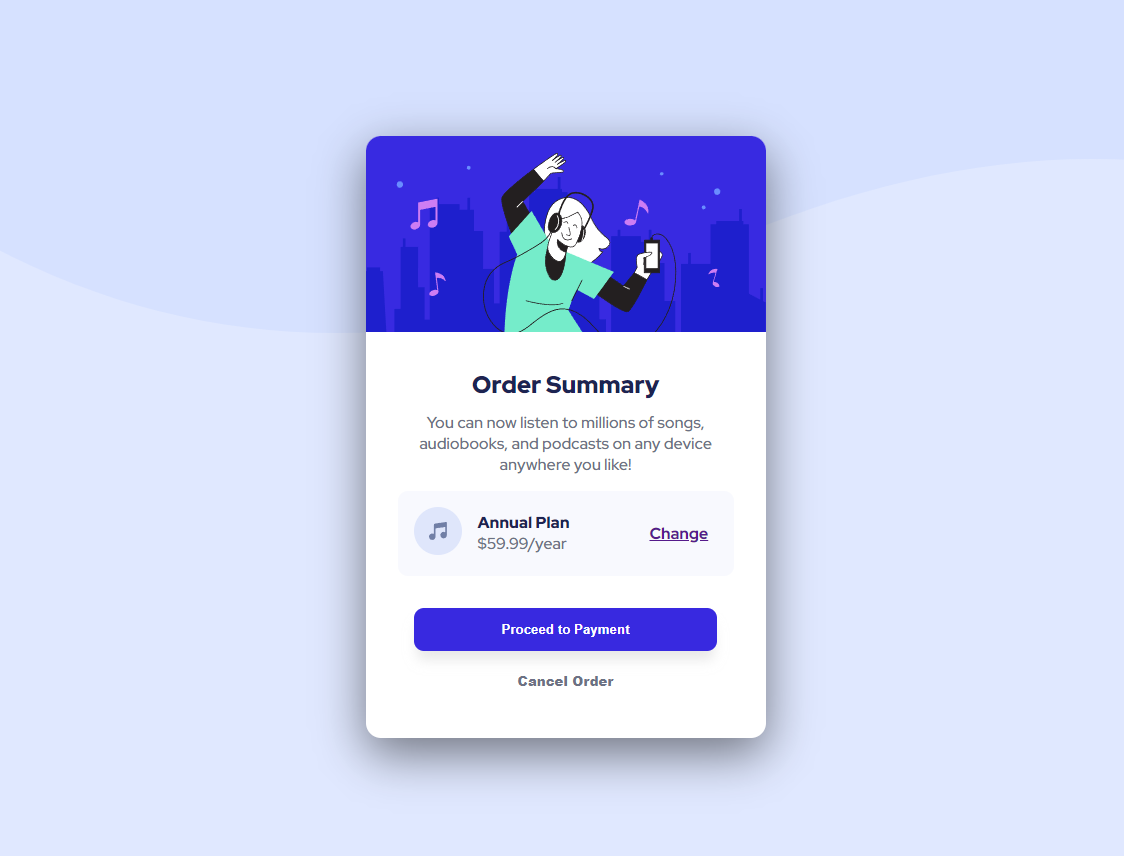 Order Summary
You can now listen to millions of songs,
audiobooks, and podcasts on any device
anywhere you like!
Annual Plan
$59.99/year
Change
Proceed to Payment
Cancel Order